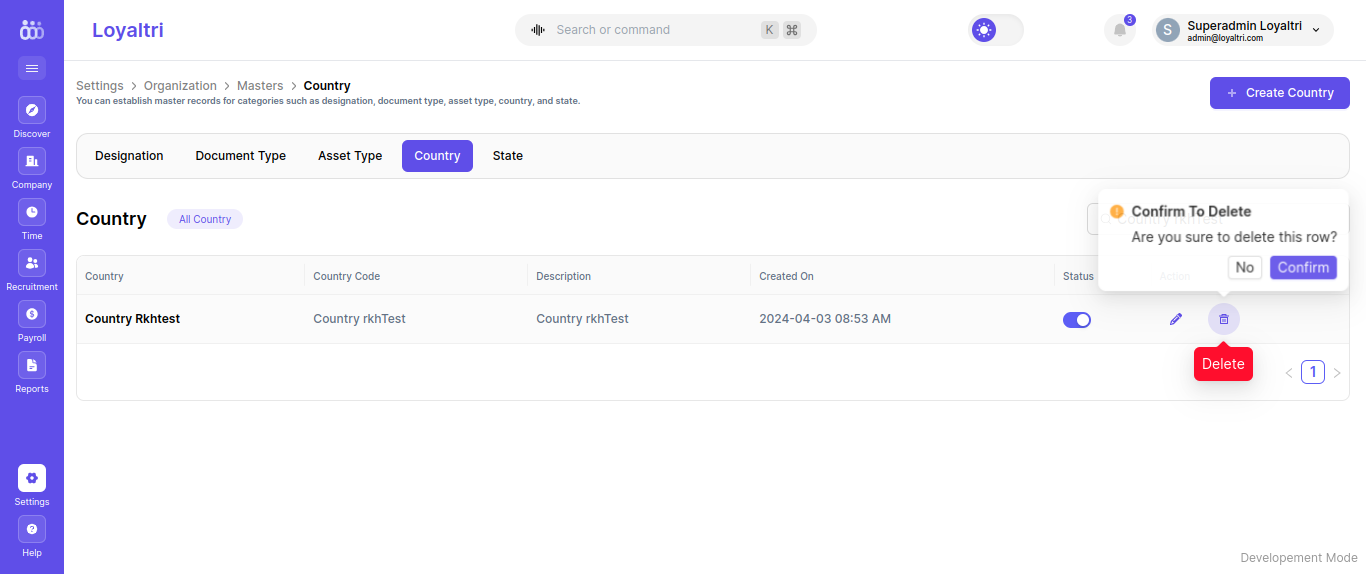 Loyaltri
Search or command K ⌘
3
S Superadmin Loyaltri
admin@loyaltri.com
Settings > Organization > Masters > Country
You can establish master records for categories such as designation, document type, asset type, country, and state.
+ Create Country
Discover
Company
Time
Recruitment
Payroll
Reports
Settings
Help
Designation Document Type Asset Type Country State
Country All Country
Confirm To Delete
Are you sure to delete this row?
No Confirm
Country Country Code Description Created On Status Action
Country Rkhtest Country rkhTest Country rkhTest 2024-04-03 08:53 AM
Delete
< 1 >
Developement Mode